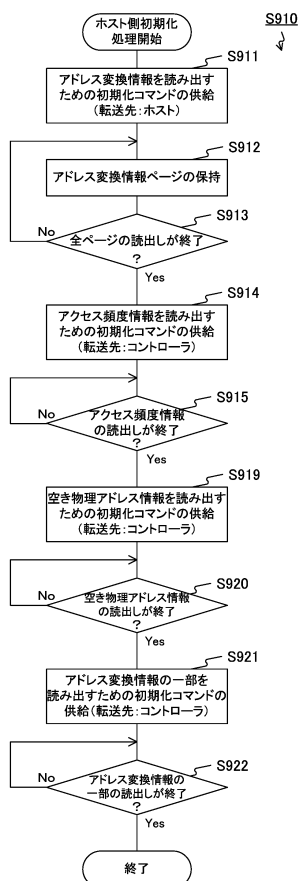 ホスト側初期化
処理開始
S910
S911
アドレス変換情報を読み出す
ための初期化コマンドの供給
(転送先:ホスト)
S912
アドレス変換情報ページの保持
S913
No
全ページの読出しが終了
?
Yes
S914
アクセス頻度情報を読み出す
ための初期化コマンドの供給
(転送先:コントローラ)
S915
No
アクセス頻度情報
の読出しが終了
?
Yes
S919
空き物理アドレス情報を読み出す
ための初期化コマンドの供給
(転送先:コントローラ)
S920
No
空き物理アドレス情報
の読出しが終了
?
Yes
S921
アドレス変換情報の一部を
読み出すための初期化コマンドの
供給(転送先:コントローラ)
S922
No
アドレス変換情報の
一部の読出しが終了
?
Yes
終了